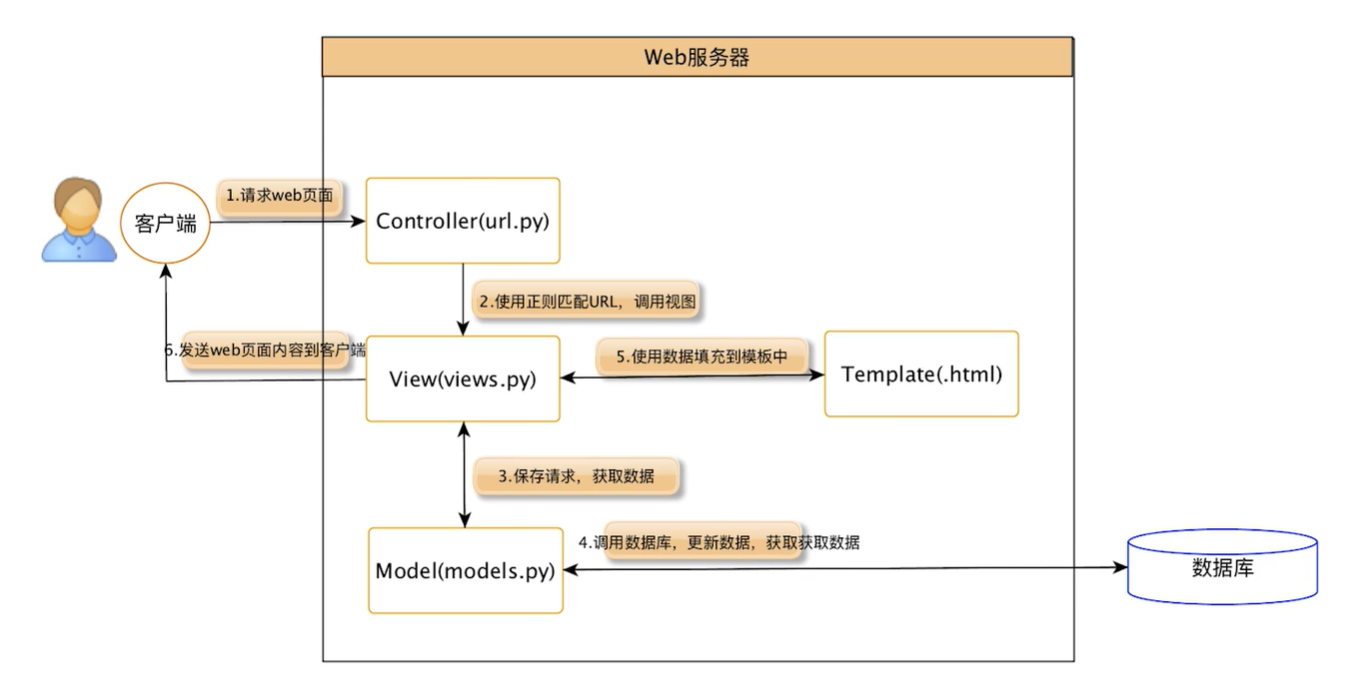 Web服务器
1.请求web页面
客户端
Controller(url.py)
2.使用正则匹配URL，调用视图
6.发送web页面内容到客户端
View(views.py)
5.使用数据填充到模板中
Template(.html)
3.保存请求，获取数据
4.调用数据库，更新数据，获取获取数据
Model(models.py)
数据库